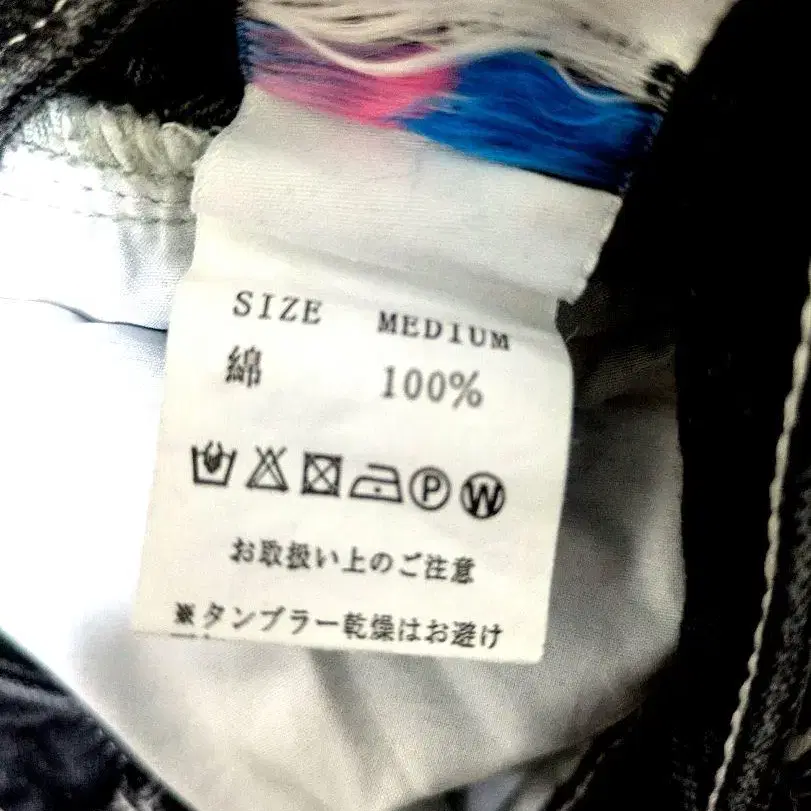 SIZE MEDIUM
綿 100%
P W
お取扱い上のご注意
※タンブラー乾燥はお避け